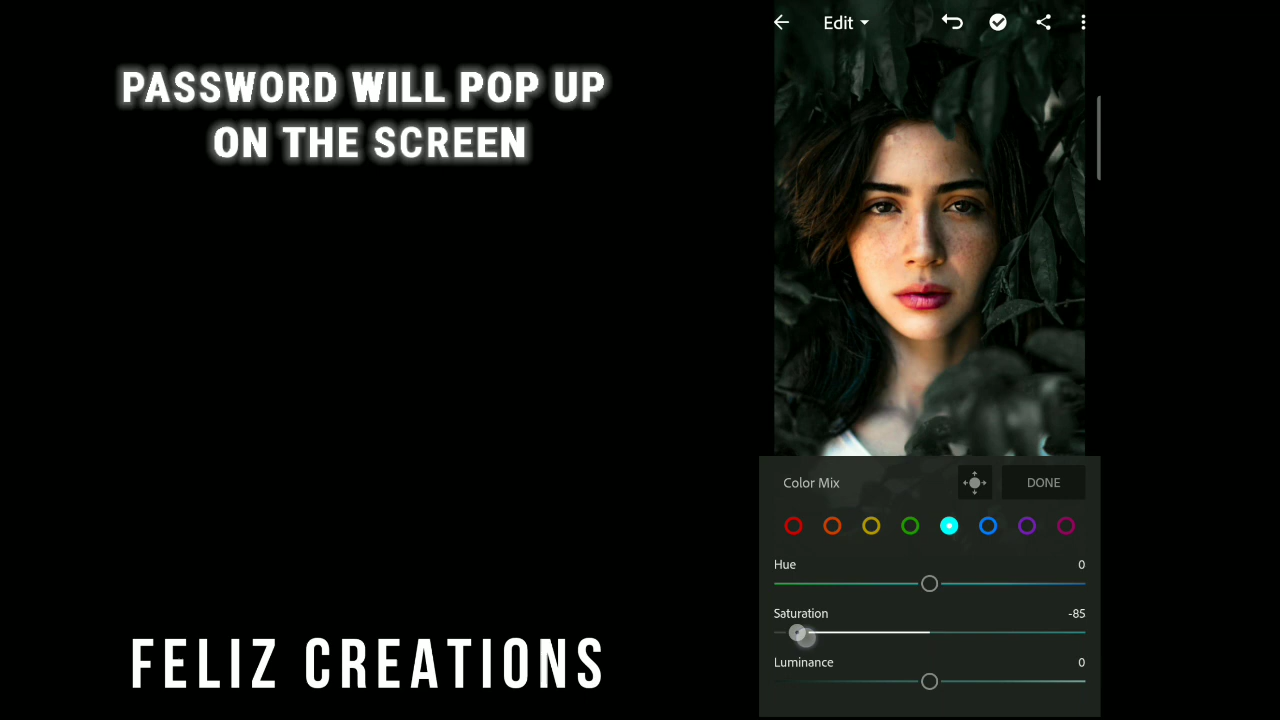 PASSWORD WILL POP UP
ON THE SCREEN
FELIZ CREATIONS
Edit
Color Mix
DONE
Hue 0
Saturation -85
Luminance 0